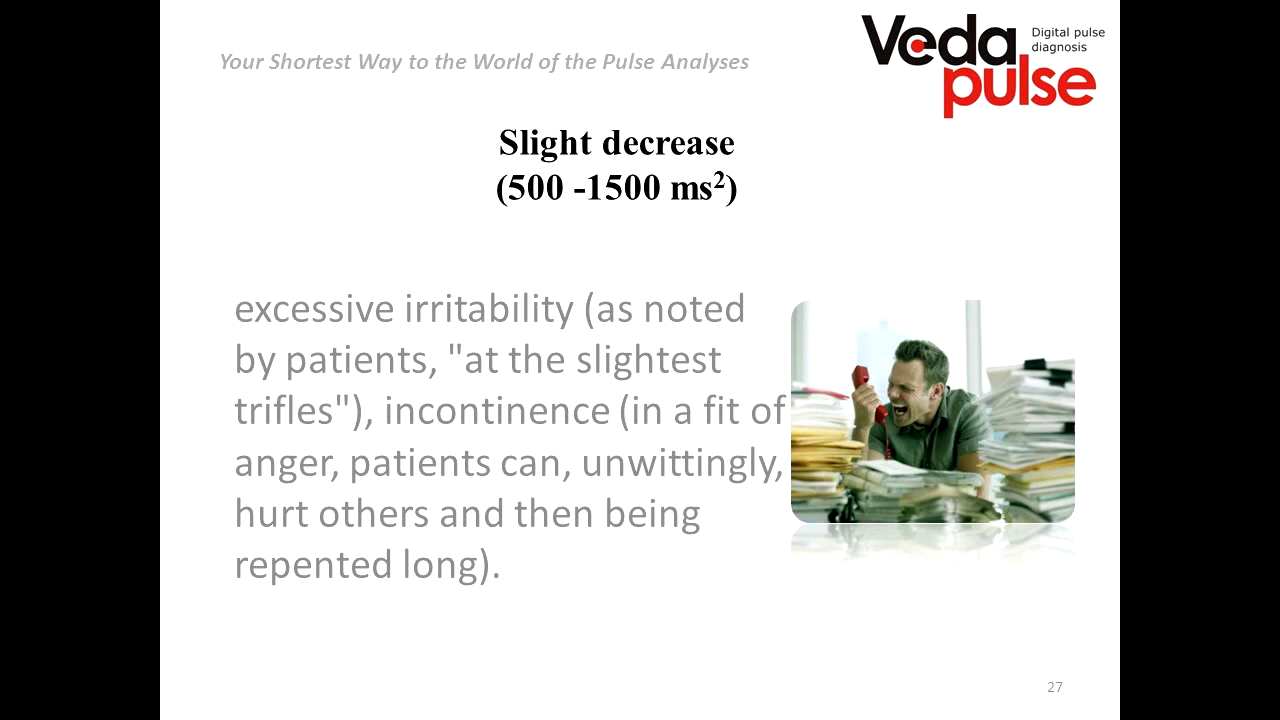 Your Shortest Way to the World of the Pulse Analyses
Veda
pulse
Digital pulse
diagnosis
Slight decrease
(500 -1500 ms²)
excessive irritability (as noted
by patients, "at the slightest
trifles"), incontinence (in a fit of
anger, patients can, unwittingly,
hurt others and then being
repented long).
27